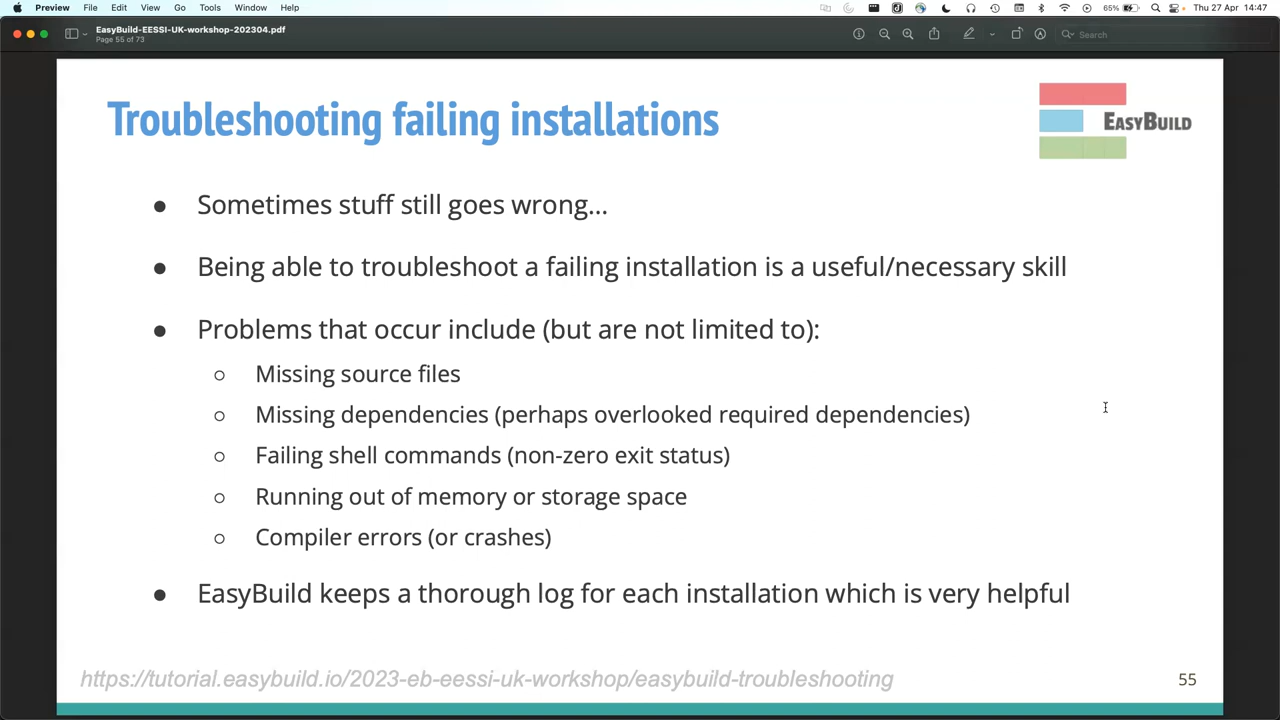 Preview File Edit View Go Tools Window Help 65% Thu 27 Apr 14:47
EasyBuild-EESSI-UK-workshop-202304.pdf
Page 55 of 73
Search
Troubleshooting failing installations
EASYBUILD
● Sometimes stuff still goes wrong…
● Being able to troubleshoot a failing installation is a useful/necessary skill
● Problems that occur include (but are not limited to):
○ Missing source files
○ Missing dependencies (perhaps overlooked required dependencies)
○ Failing shell commands (non-zero exit status)
○ Running out of memory or storage space
○ Compiler errors (or crashes)
● EasyBuild keeps a thorough log for each installation which is very helpful
https://tutorial.easybuild.io/2023-eb-eessi-uk-workshop/easybuild-troubleshooting
55